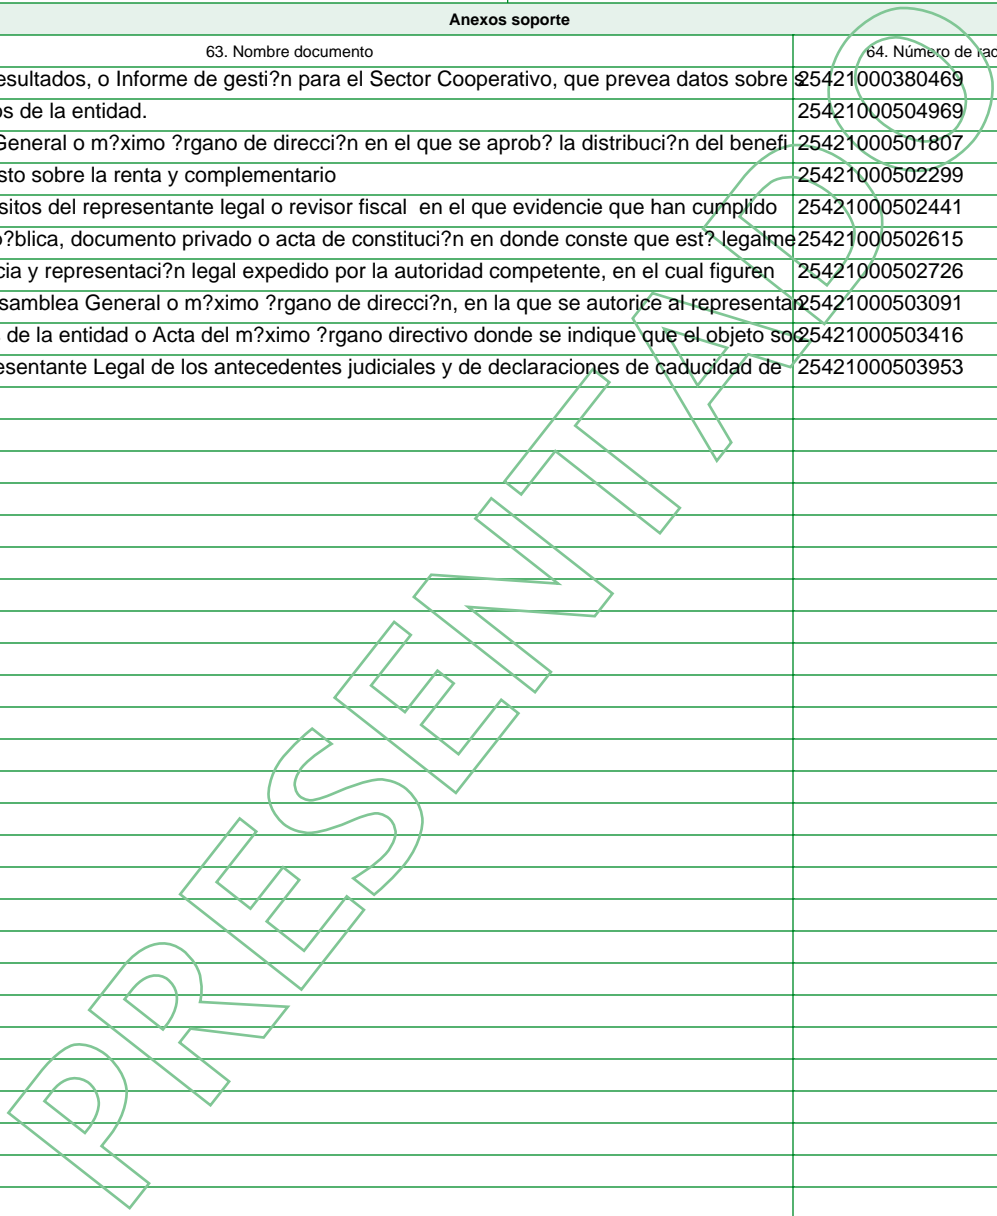 Anexos soporte
63. Nombre documento 64. Número de rad
esultados, o Informe de gesti?n para el Sector Cooperativo, que prevea datos sobre s 25421000380469
os de la entidad. 25421000504969
General o m?ximo ?rgano de direcci?n en el que se aprob? la distribuci?n del benefi 25421000501807
sto sobre la renta y complementario 25421000502299
sitos del representante legal o revisor fiscal en el que evidencie que han cumplido 25421000502441
p?blica, documento privado o acta de constituci?n en donde conste que est? legalme 25421000502615
cia y representaci?n legal expedido por la autoridad competente, en el cual figuren 25421000502726
samblea General o m?ximo ?rgano de direcci?n, en la que se autorice al representan 25421000503091
de la entidad o Acta del m?ximo ?rgano directivo donde se indique que el objeto soc 25421000503416
esentante Legal de los antecedentes judiciales y de declaraciones de caducidad de 25421000503953
PRESENTADO